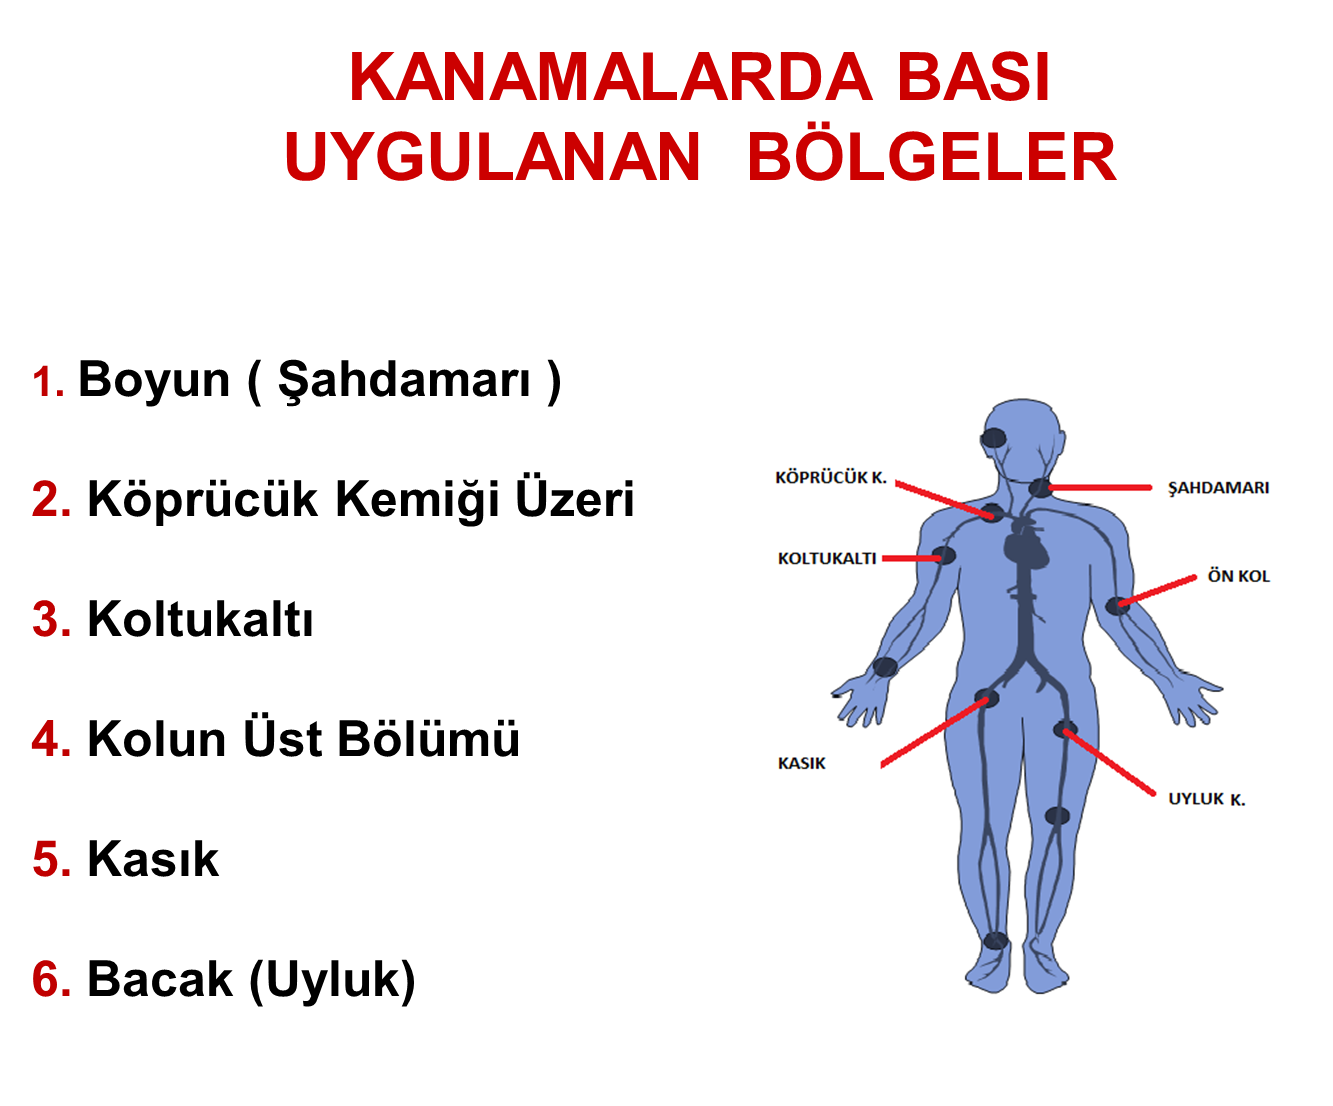 KANAMALARDA BASI
UYGULANAN BÖLGELER
1. Boyun ( Şahdamarı )
2. Köprücük Kemiği Üzeri
3. Koltukaltı
4. Kolun Üst Bölümü
5. Kasık
6. Bacak (Uyluk)
KÖPRÜCÜK K.
ŞAHDAMARI
KOLTUKALTI
ÖN KOL
KASIK
UYLUK K.